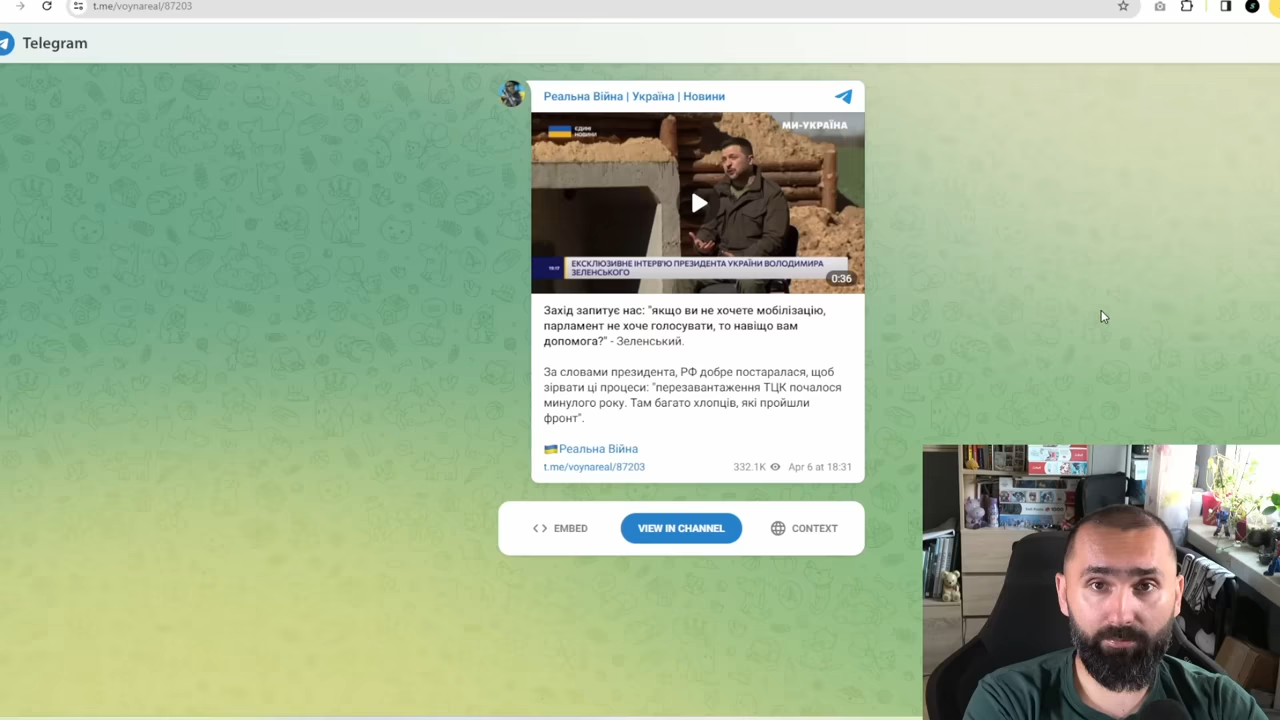 t.me/voynareal/87203
Telegram
Реальна Війна | Україна | Новини
ЄДИНІ
НОВИНИ
МИ-УКРАЇНА
ЕКСКЛЮЗИВНЕ ІНТЕРВ'Ю ПРЕЗИДЕНТА УКРАЇНИ ВОЛОДИМИРА
ЗЕЛЕНСЬКОГО
0:36
Захід запитує нас: "якщо ви не хочете мобілізацію,
парламент не хоче голосувати, то навіщо вам
допомога?" - Зеленський.
За словами президента, РФ добре постаралася, щоб
зірвати ці процеси: "перезавантаження ТЦК почалося
минулого року. Там багато хлопців, які пройшли
фронт".
Реальна Війна
t.me/voynareal/87203
332.1K
Apr 6 at 18:31
EMBED
VIEW IN CHANNEL
CONTEXT